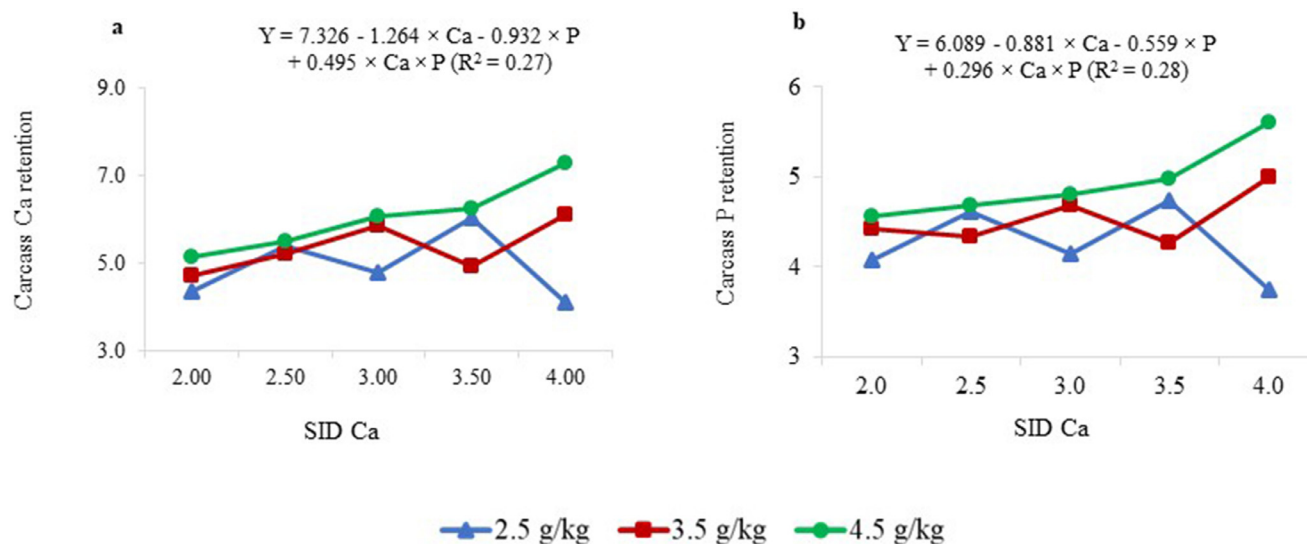 a
Y = 7.326 - 1.264 × Ca - 0.932 × P
+ 0.495 × Ca × P (R² = 0.27)
Carcass Ca retention
9.0
7.0
5.0
3.0
2.00 2.50 3.00 3.50 4.00
SID Ca
b
Y = 6.089 - 0.881 × Ca - 0.559 × P
+ 0.296 × Ca × P (R² = 0.28)
Carcass P retention
6
5
4
3
2.0 2.5 3.0 3.5 4.0
SID Ca
2.5 g/kg 3.5 g/kg 4.5 g/kg